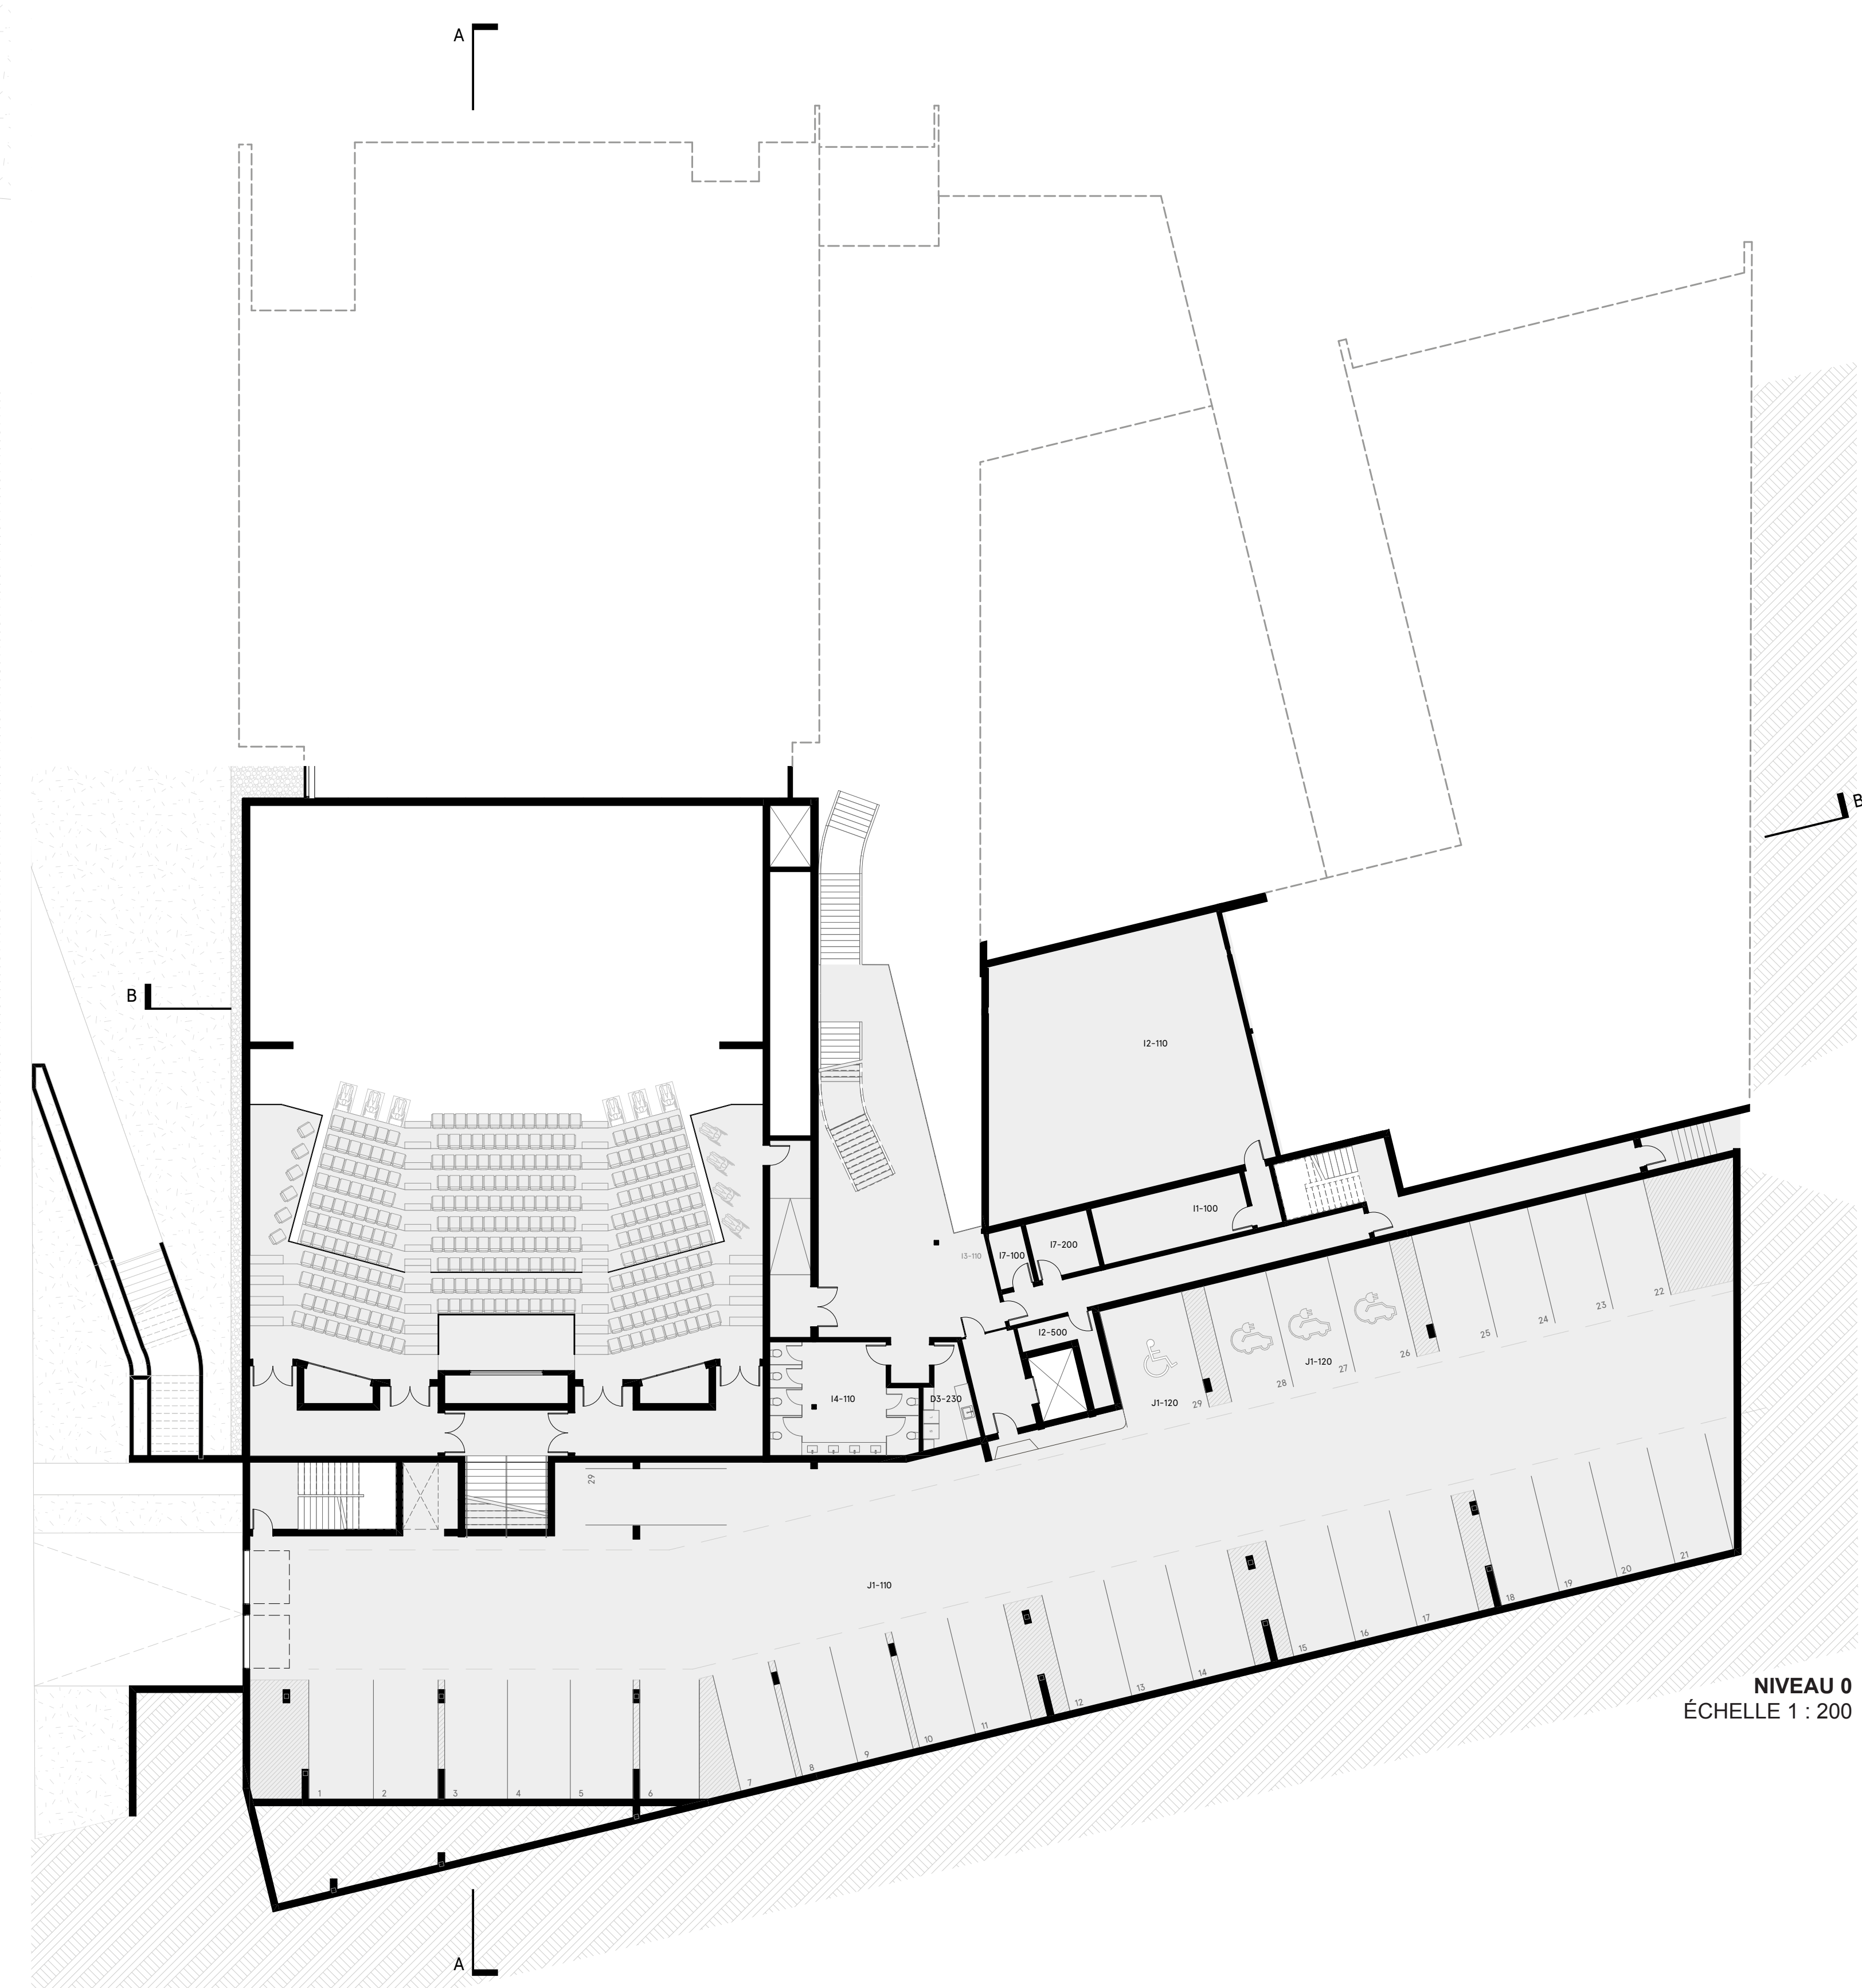 A
B
B
I2-110
I1-100
I7-200
I7-100
I3-110
I2-500
22
23
24
25
26
27
28
J1-120
J1-120
29
I4-110
D3-230
29
J1-110
21
20
19
18
17
16
15
14
13
12
11
10
9
8
7
1
2
3
4
5
6
NIVEAU 0
ÉCHELLE 1 : 200
A